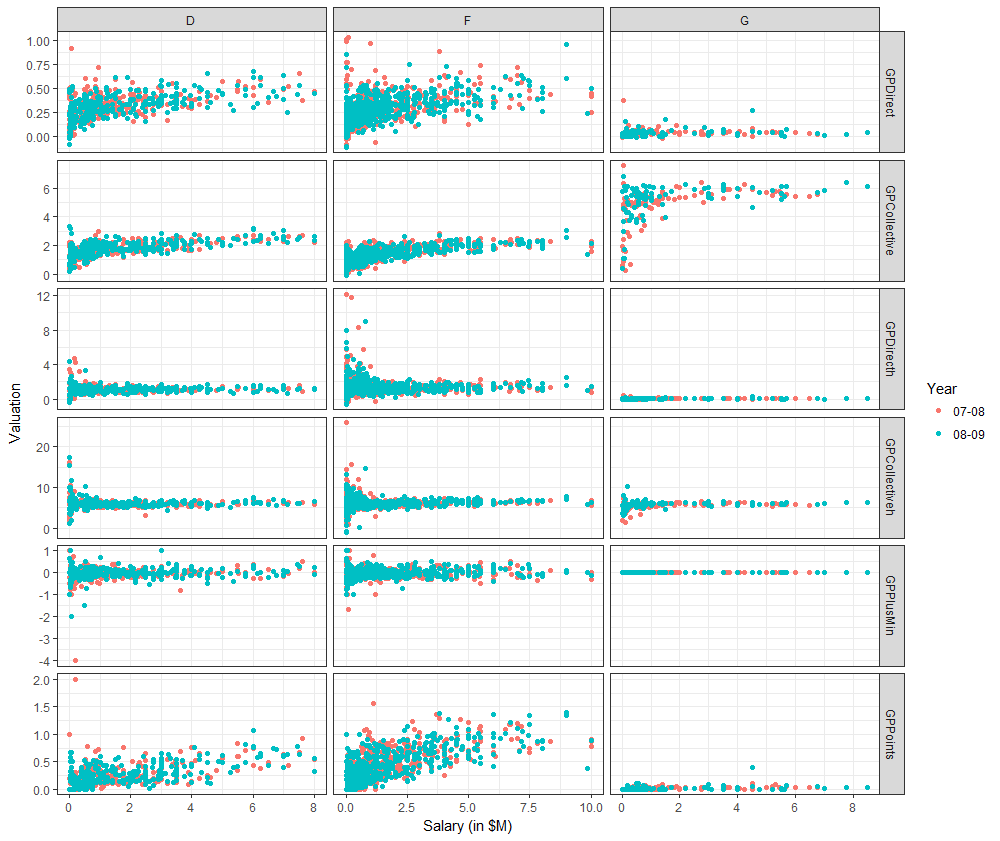 D F G
1.00
0.75
0.50
0.25
0.00
GPDirect
6
4
2
0
GPCollective
12
8
4
0
GPDirecth
20
10
0
GPCollectiveh
1
0
-1
-2
-3
-4
GPPlusMin
2.0
1.5
1.0
0.5
0.0
GPPoints
0 2 4 6 8 0.0 2.5 5.0 7.5 10.0 0 2 4 6 8
Salary (in $M)
Valuation
Year
07-08
08-09